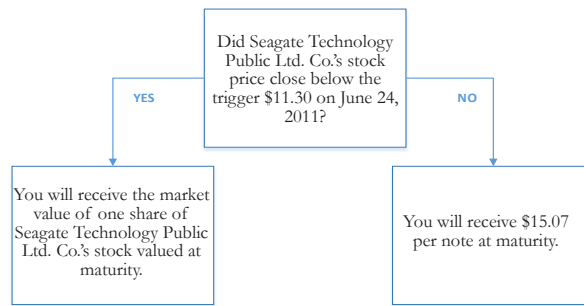 Did Seagate Technology
Public Ltd. Co.'s stock
price close below the
trigger $11.30 on June 24,
2011?
YES
NO
You will receive the market
value of one share of
Seagate Technology Public
Ltd. Co.'s stock valued at
maturity.
You will receive $15.07
per note at maturity.